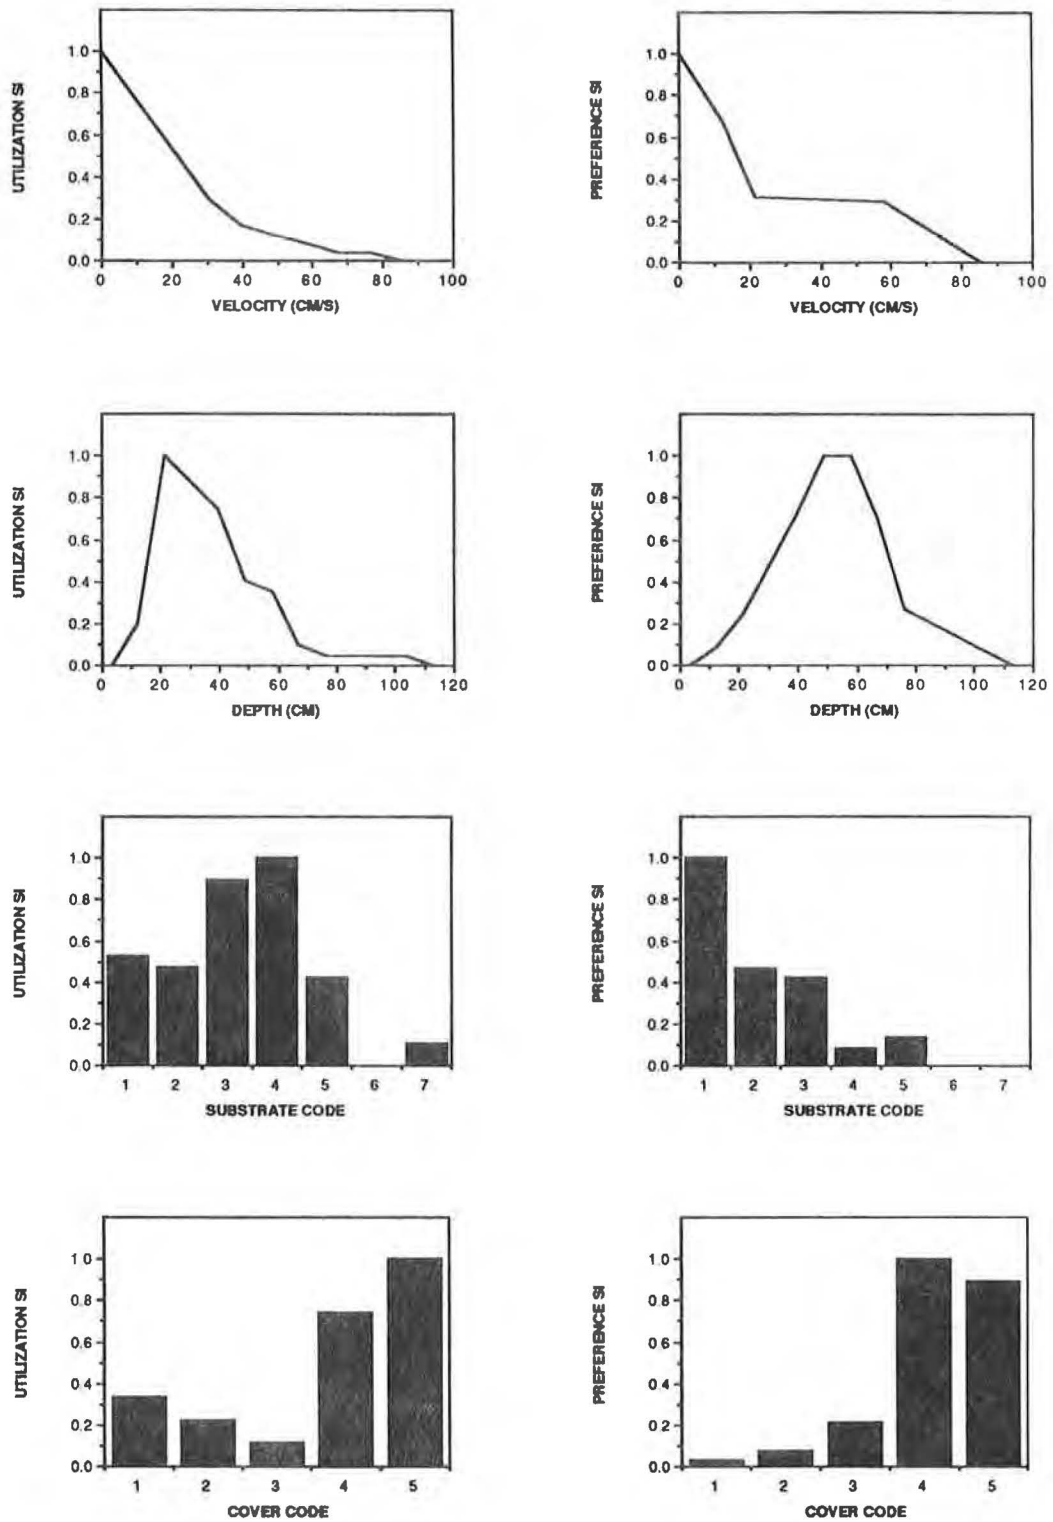 UTILIZATION SI
1.0
0.8
0.6
0.4
0.2
0.0
0 20 40 60 80 100
VELOCITY (CM/S)
PREFERENCE SI
1.0
0.8
0.6
0.4
0.2
0.0
0 20 40 60 80 100
VELOCITY (CM/S)
UTILIZATION SI
1.0
0.8
0.6
0.4
0.2
0.0
0 20 40 60 80 100 120
DEPTH (CM)
PREFERENCE SI
1.0
0.8
0.6
0.4
0.2
0.0
0 20 40 60 80 100 120
DEPTH (CM)
UTILIZATION SI
1.0
0.8
0.6
0.4
0.2
0.0
1 2 3 4 5 6 7
SUBSTRATE CODE
PREFERENCE SI
1.0
0.8
0.6
0.4
0.2
0.0
1 2 3 4 5 6 7
SUBSTRATE CODE
UTILIZATION SI
1.0
0.8
0.6
0.4
0.2
0.0
1 2 3 4 5
COVER CODE
PREFERENCE SI
1.0
0.8
0.6
0.4
0.2
0.0
1 2 3 4 5
COVER CODE